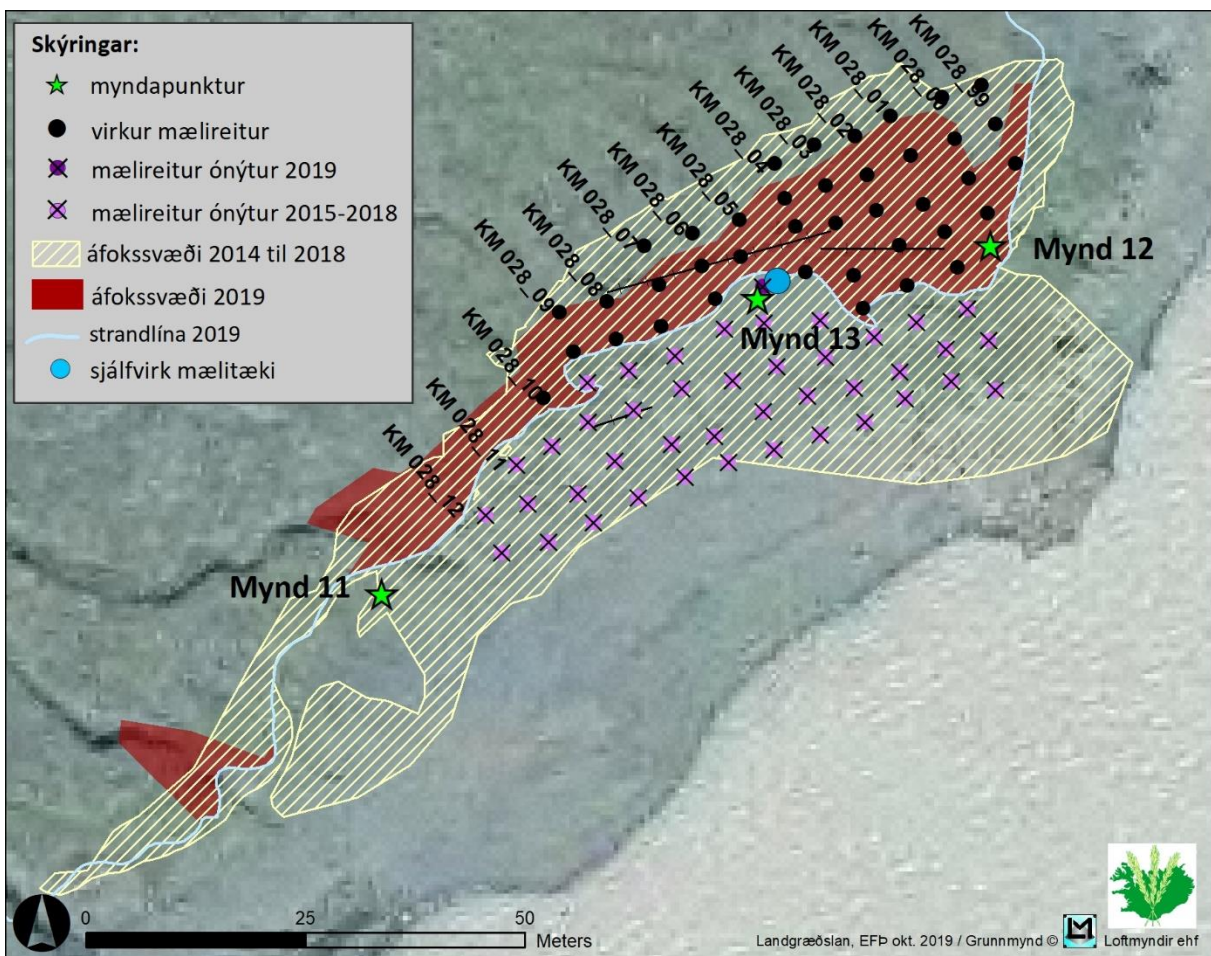 Skýringar:
myndapunktur
virkur mælireitur
mælireitur ónýtur 2019
mælireitur ónýtur 2015-2018
áfokssvæði 2014 til 2018
áfokssvæði 2019
strandlína 2019
sjálfvirk mælitæki
KM 028_99
KM 028_00
KM 028_01
KM 028_02
KM 028_03
KM 028_04
KM 028_05
KM 028_06
KM 028_07
KM 028_08
KM 028_09
KM 028_10
KM 028_11
KM 028_12
Mynd 12
Mynd 13
Mynd 11
0 25 50
Meters
Landgræðslan, EFÞ okt. 2019 / Grunnmynd © Loftmyndir ehf